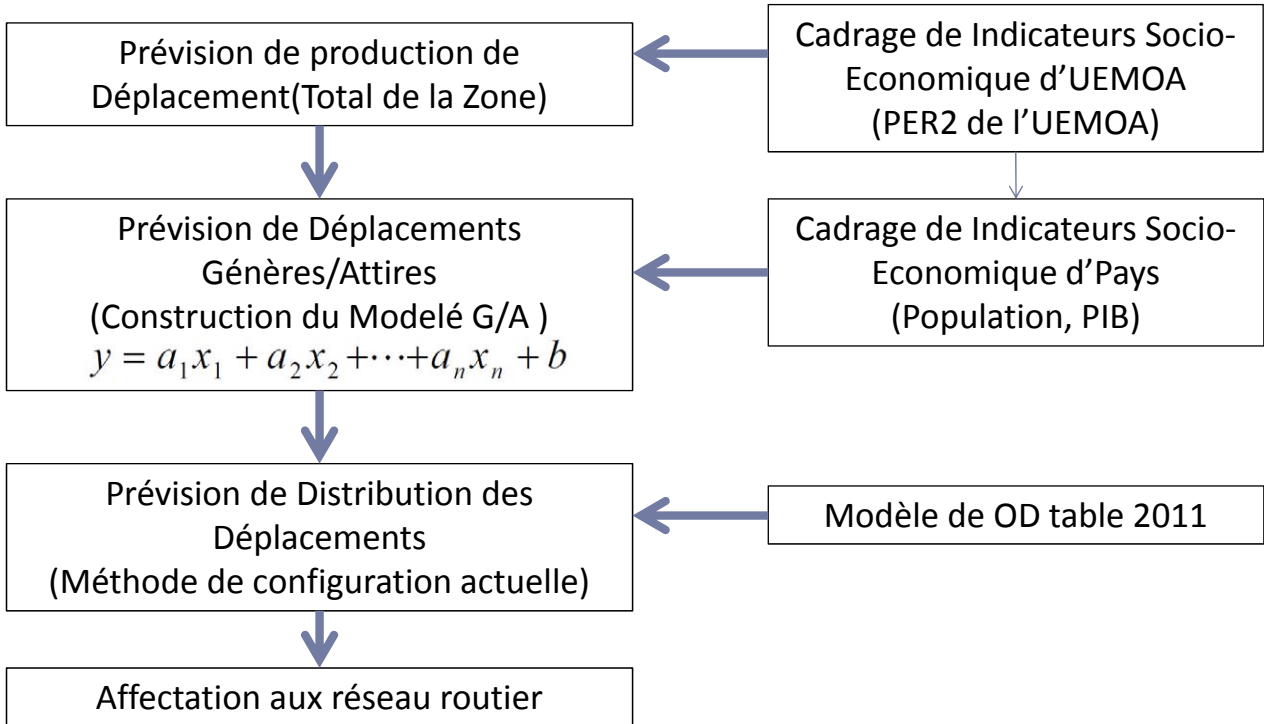 Prévision de production de
Déplacement(Total de la Zone)
Cadrage de Indicateurs Socio-
Economique d’UEMOA
(PER2 de l’UEMOA)
Prévision de Déplacements
Génères/Attires
(Construction du Modelé G/A )
y = a₁x₁ + a₂x₂ +⋯+ aₙxₙ + b
Cadrage de Indicateurs Socio-
Economique d’Pays
(Population, PIB)
Prévision de Distribution des
Déplacements
(Méthode de configuration actuelle)
Modèle de OD table 2011
Affectation aux réseau routier